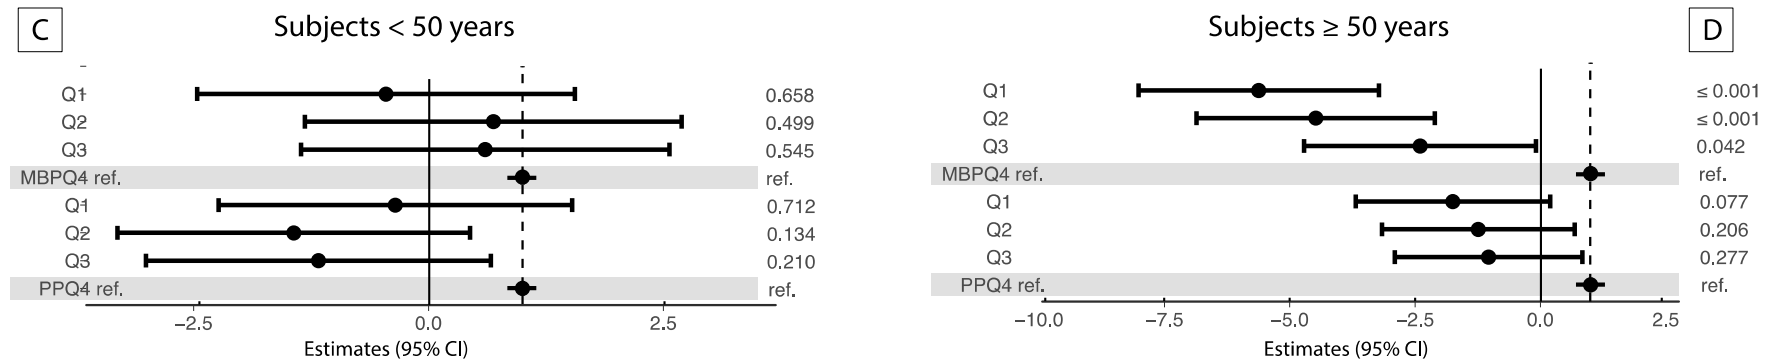 C Subjects < 50 years
Q1 0.658
Q2 0.499
Q3 0.545
MBPQ4 ref. ref.
Q1 0.712
Q2 0.134
Q3 0.210
PPQ4 ref. ref.
−2.5 0.0 2.5
Estimates (95% CI)
Subjects ≥ 50 years D
Q1 ≤ 0.001
Q2 ≤ 0.001
Q3 0.042
MBPQ4 ref. ref.
Q1 0.077
Q2 0.206
Q3 0.277
PPQ4 ref. ref.
−10.0 −7.5 −5.0 −2.5 0.0 2.5
Estimates (95% CI)